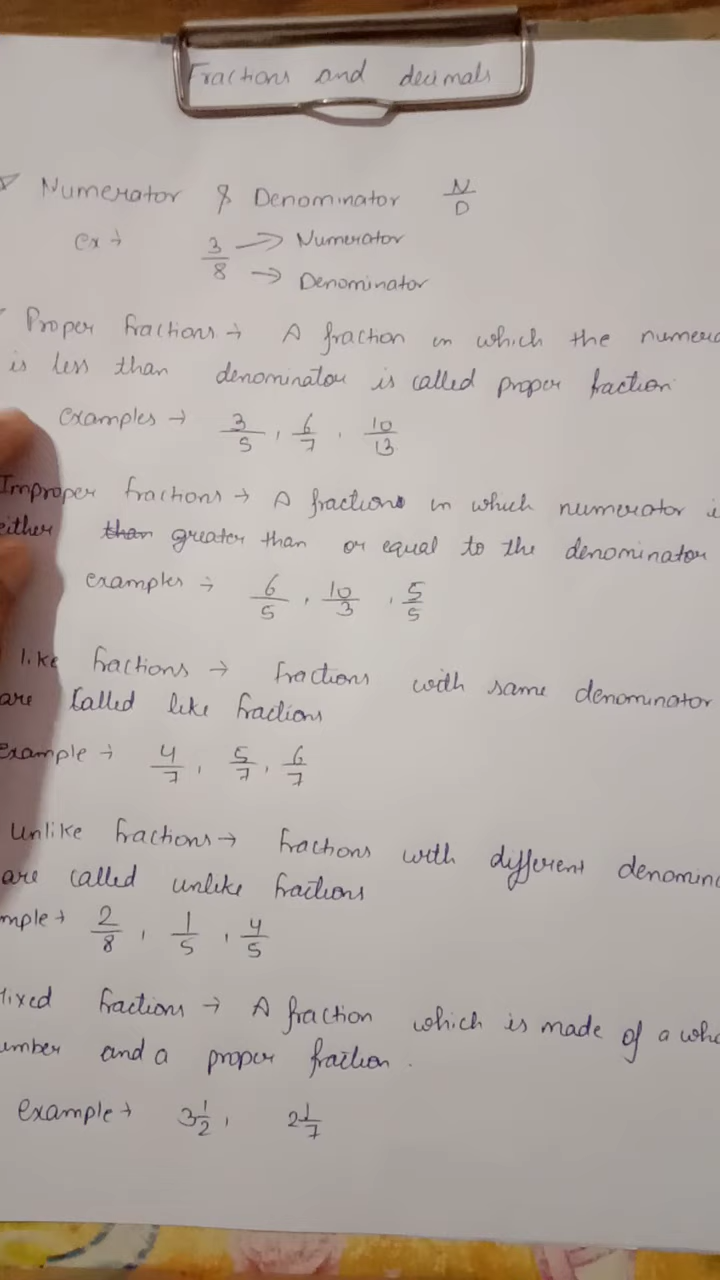 Fractions and decimals
Numerator & Denominator N/D
ex → 3/8 → Numerator
→ Denominator
Proper fractions → A fraction in which the numera
is less than denominator is called proper fraction
examples → 3/5, 6/7, 10/13
Improper fractions → A fractions in which numerator i
either than greater than or equal to the denominator
examples → 6/5, 10/3, 5/5
like fractions → fractions with same denominator
are called like fractions
example → 4/7, 5/7, 6/7
Unlike fractions → fractions with different denomin
are called unlike fractions
mple → 2/8, 1/5, 4/5
Mixed fractions → A fraction which is made of a who
umber and a proper fraction.
example → 3 1/2, 2 1/7